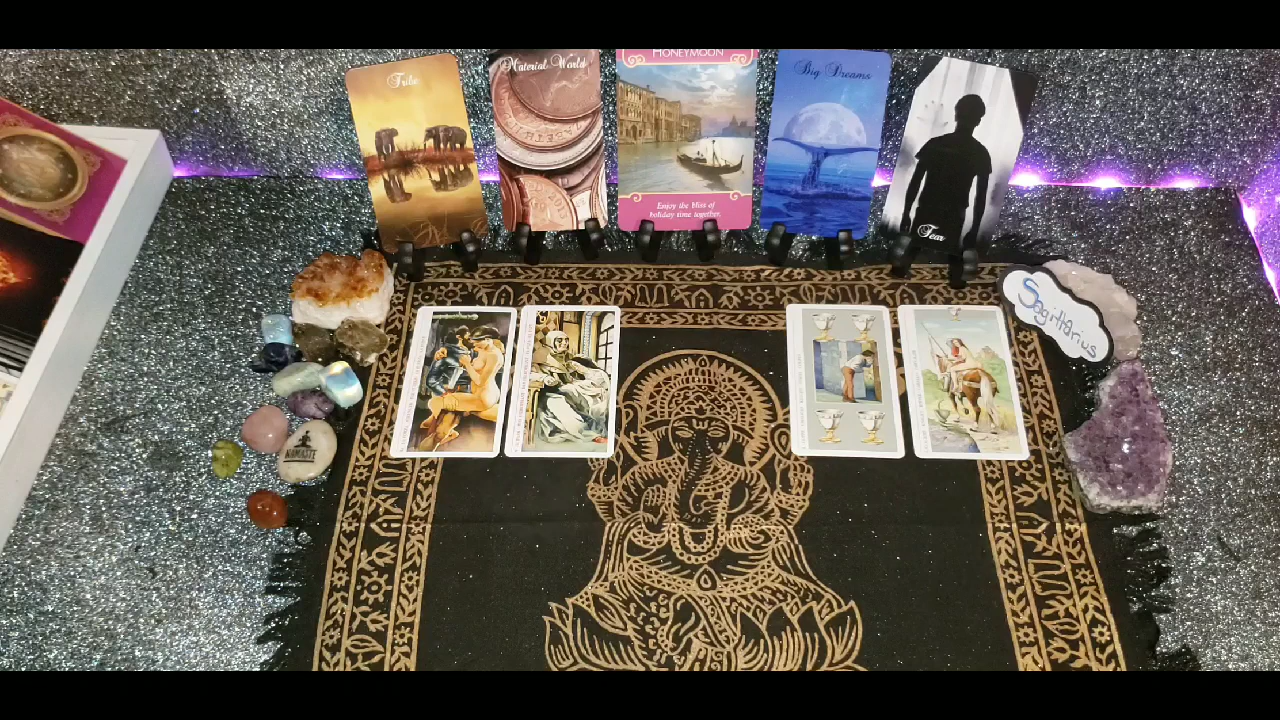 Tribe
Material World
HONEYMOON
Enjoy the bliss of
holiday time together.
Big Dreams
Fear
Sagittarius
NAMASTE